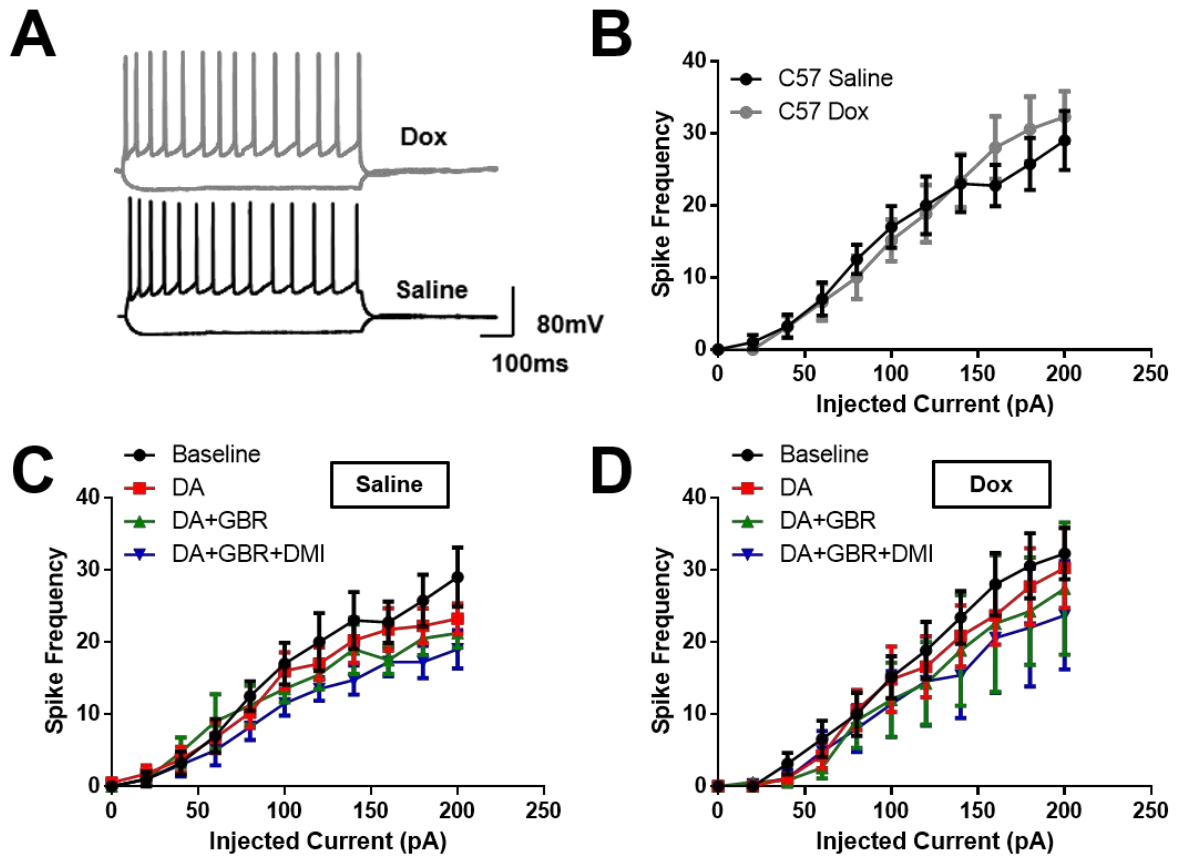 A
Dox
Saline
80mV
100ms
B
C57 Saline
C57 Dox
Spike Frequency
40
30
20
10
0
0 50 100 150 200 250
Injected Current (pA)
C
Baseline
DA
DA+GBR
DA+GBR+DMI
Saline
Spike Frequency
40
30
20
10
0
0 50 100 150 200 250
Injected Current (pA)
D
Baseline
DA
DA+GBR
DA+GBR+DMI
Dox
Spike Frequency
40
30
20
10
0
0 50 100 150 200 250
Injected Current (pA)